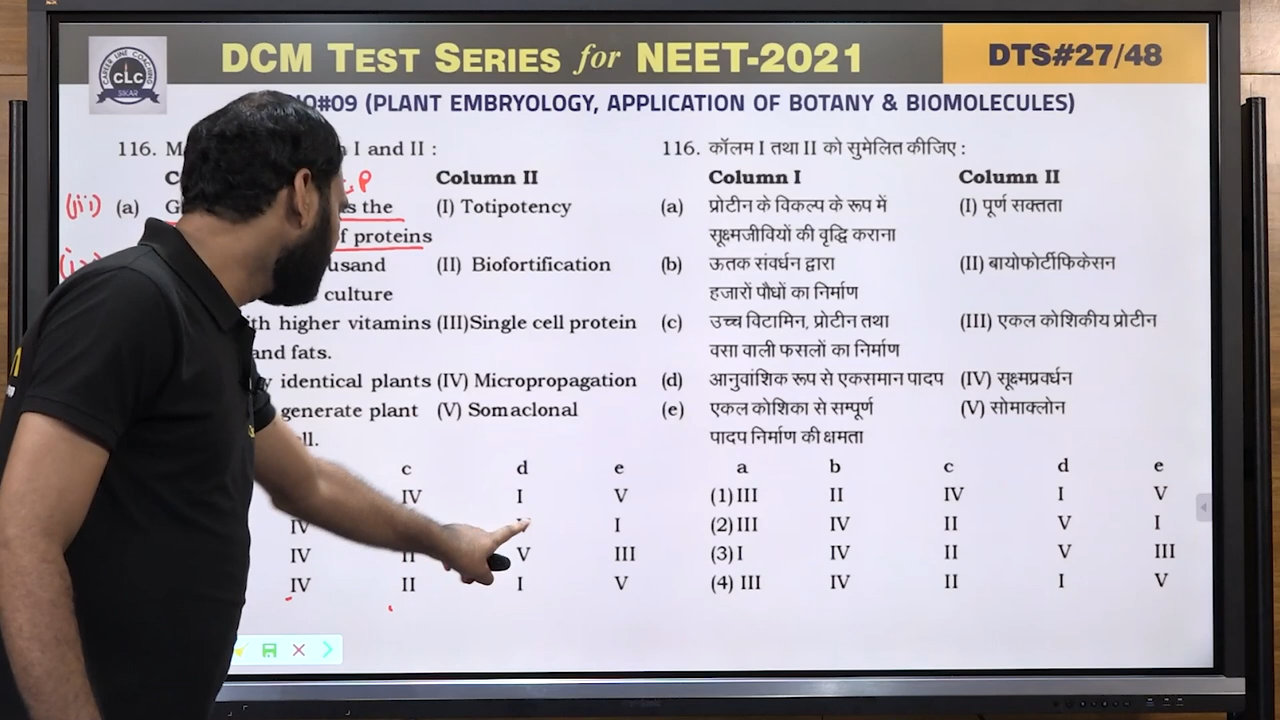 DCM TEST SERIES for NEET-2021
DTS#27/48
CAREER LINE COACHING
CLC
SIKAR
#09 (PLANT EMBRYOLOGY, APPLICATION OF BOTANY & BIOMOLECULES)
116. I and II :
Column II
P
(iii) (a) the (I) Totipotency
of proteins
(II) Biofortification
culture
higher vitamins (III)Single cell protein
and fats.
identical plants (IV) Micropropagation
generate plant (V) Somaclonal
c d e
IV I V
IV I
IV II V III
IV II I V
116. कॉलम I तथा II को सुमेलित कीजिए :
Column I Column II
(a) प्रोटीन के विकल्प के रूप में (I) पूर्ण सक्तता
सूक्ष्मजीवियों की वृद्धि कराना
(b) ऊतक संवर्धन द्वारा (II) बायोफोर्टीफिकेसन
हजारों पौधों का निर्माण
(c) उच्च विटामिन, प्रोटीन तथा (III) एकल कोशिकीय प्रोटीन
वसा वाली फसलों का निर्माण
(d) आनुवांशिक रूप से एकसमान पादप (IV) सूक्ष्मप्रवर्धन
(e) एकल कोशिका से सम्पूर्ण (V) सोमाक्लोन
पादप निर्माण की क्षमता
a b c d e
(1) III II IV I V
(2) III IV II V I
(3) I IV II V III
(4) III IV II I V